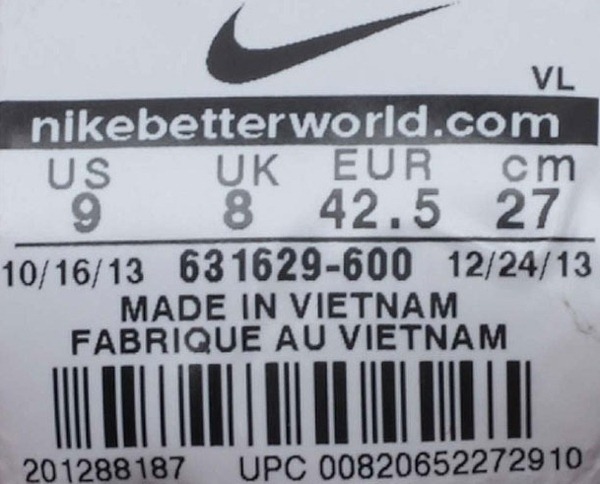 VL
nikebetterworld.com
US UK EUR cm
9 8 42.5 27
10/16/13 631629-600 12/24/13
MADE IN VIETNAM
FABRIQUE AU VIETNAM
201288187 UPC 00820652272910